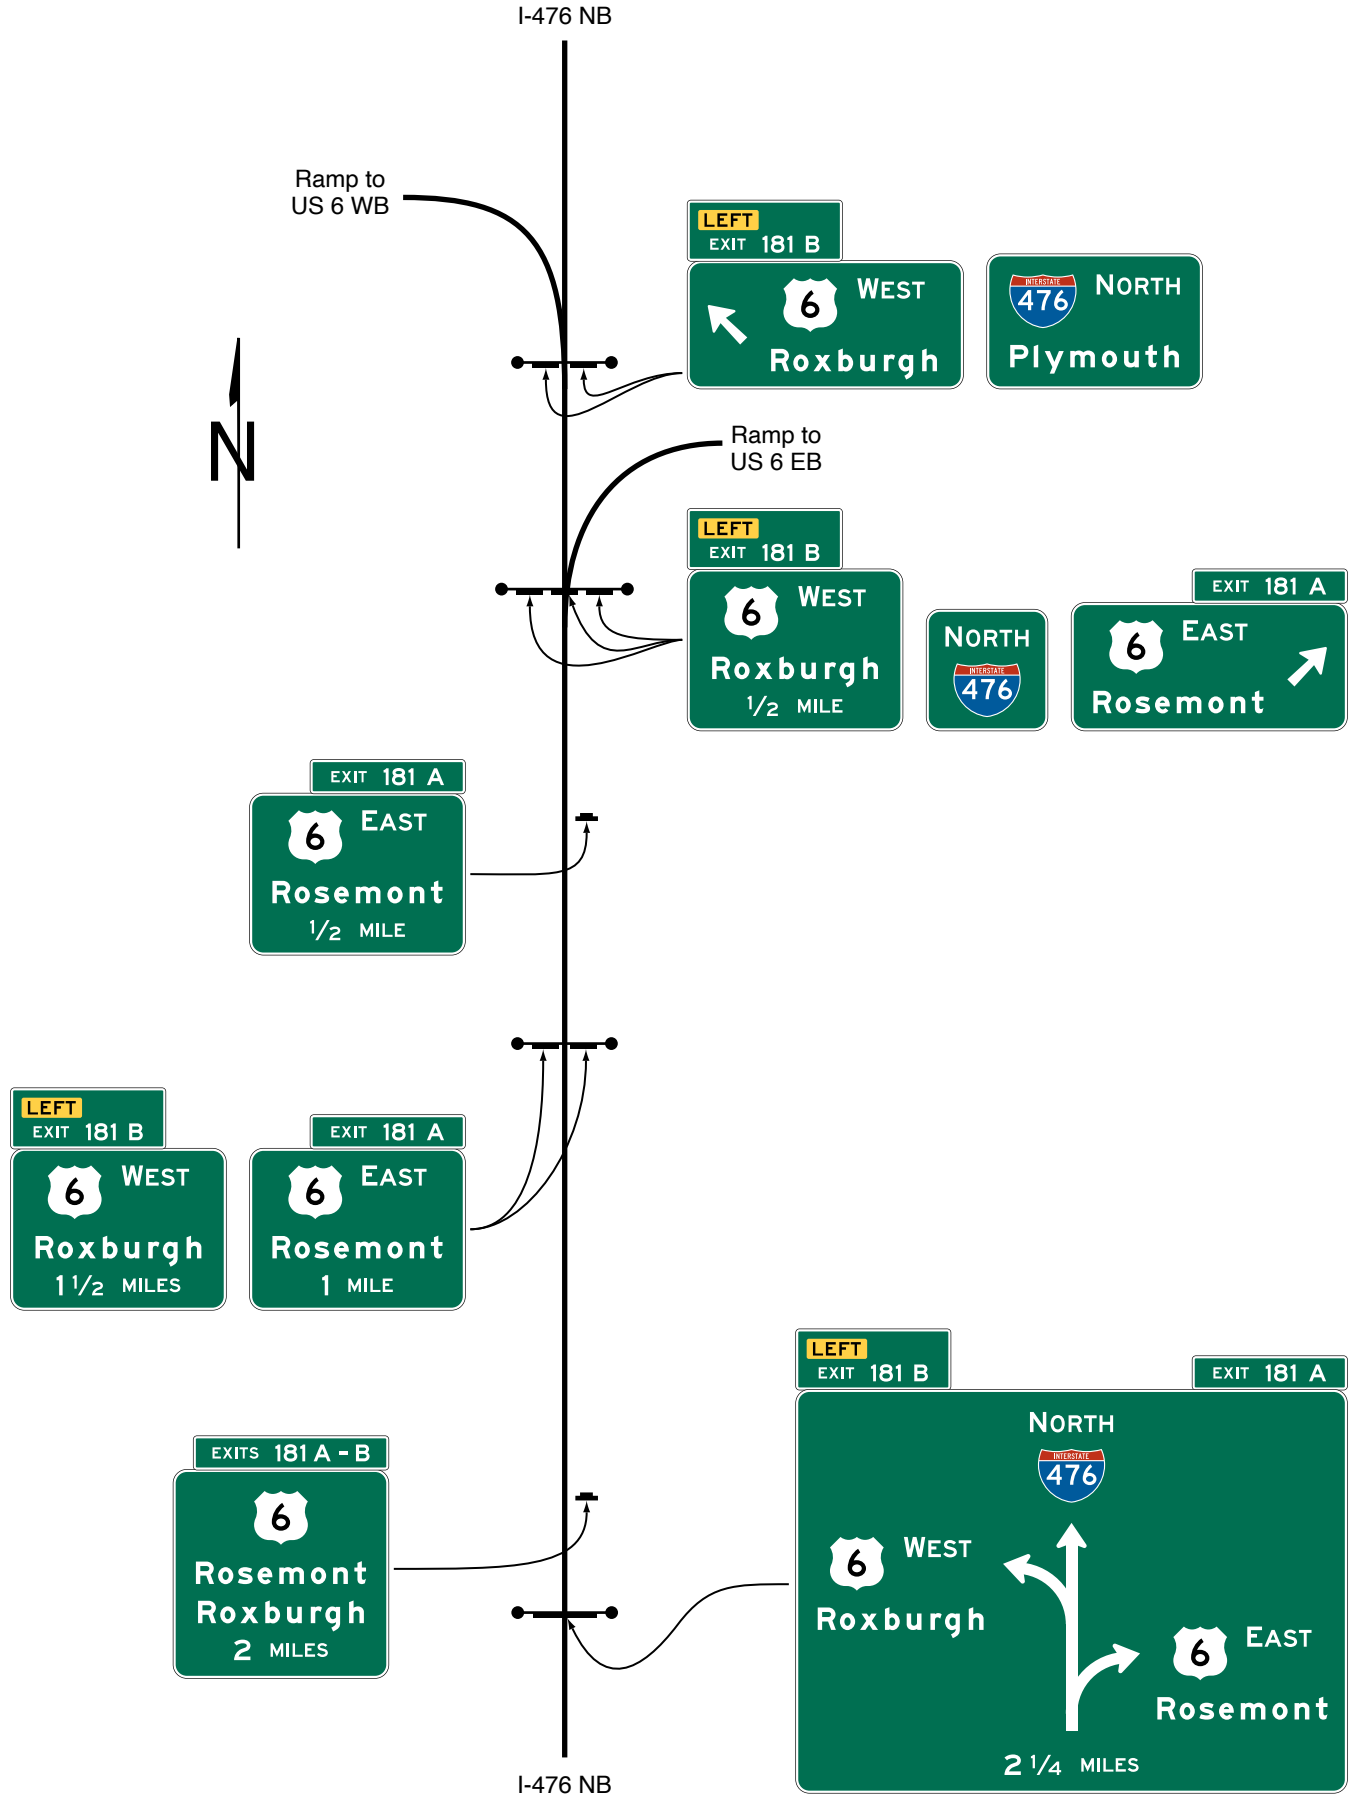 I-476 NB
Ramp to
US 6 WB
LEFT
EXIT 181 B
6 WEST
Roxburgh
INTERSTATE
476 NORTH
Plymouth
N
Ramp to
US 6 EB
LEFT
EXIT 181 B
6 WEST
Roxburgh
1/2 MILE
NORTH
INTERSTATE
476
EXIT 181 A
6 EAST
Rosemont
EXIT 181 A
6 EAST
Rosemont
1/2 MILE
LEFT
EXIT 181 B
6 WEST
Roxburgh
1 1/2 MILES
EXIT 181 A
6 EAST
Rosemont
1 MILE
EXITS 181 A - B
6
Rosemont
Roxburgh
2 MILES
LEFT
EXIT 181 B
EXIT 181 A
NORTH
INTERSTATE
476
6 WEST
Roxburgh
6 EAST
Rosemont
2 1/4 MILES
I-476 NB